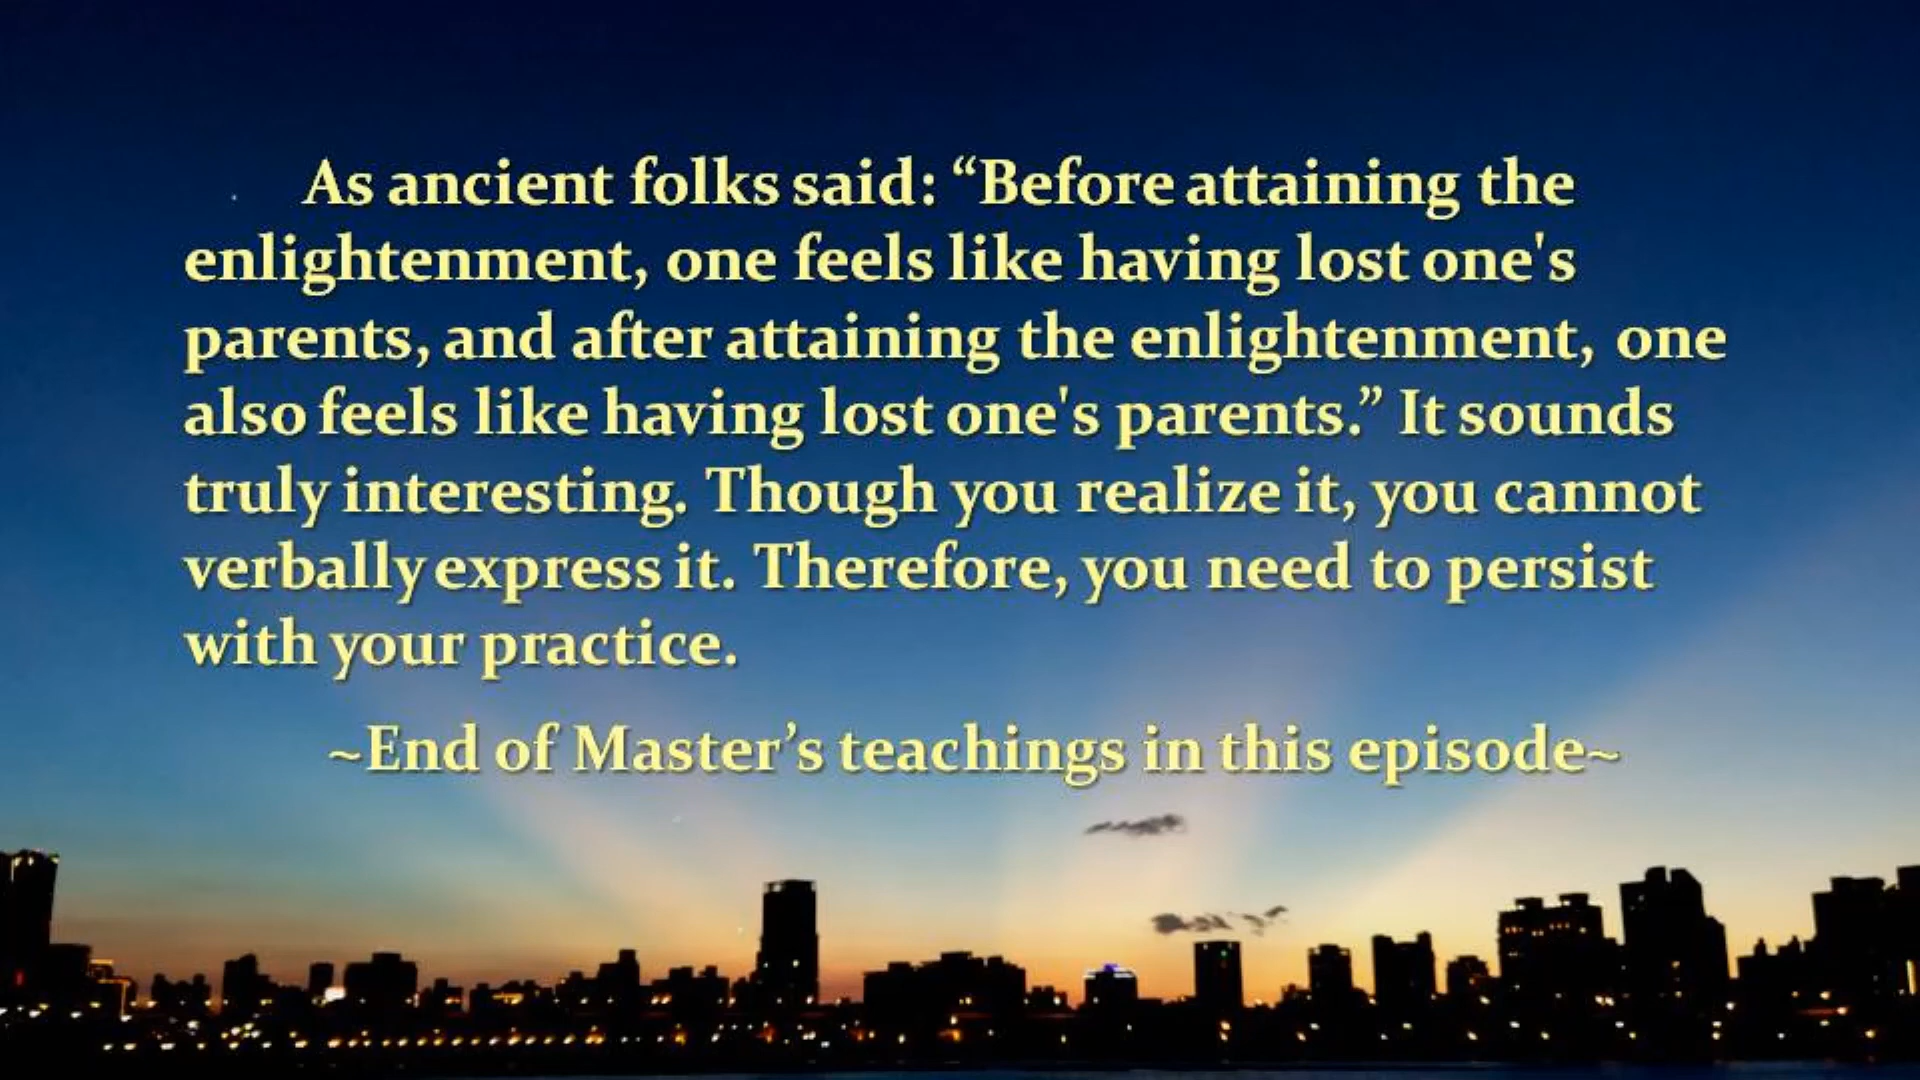 As ancient folks said: “Before attaining the
enlightenment, one feels like having lost one's
parents, and after attaining the enlightenment, one
also feels like having lost one's parents.” It sounds
truly interesting. Though you realize it, you cannot
verbally express it. Therefore, you need to persist
with your practice.
~End of Master’s teachings in this episode~